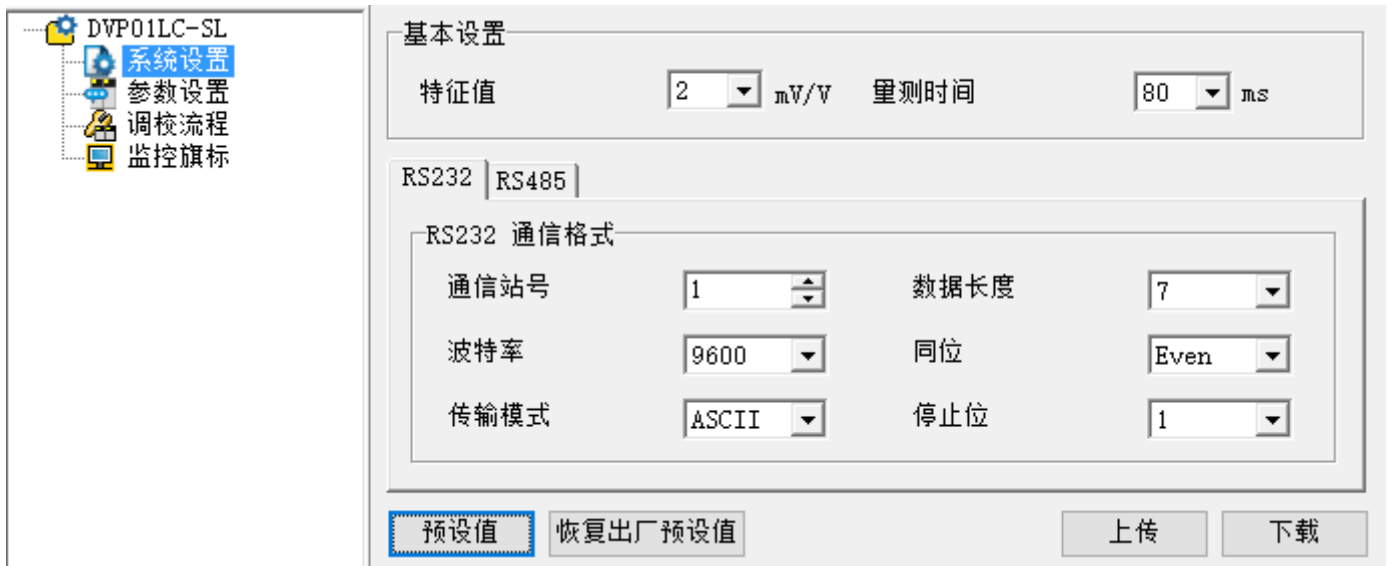 DVP01LC-SL
系统设置
参数设置
调校流程
监控旗标
基本设置
特征值 2 mV/V 量测时间 80 ms
RS232 RS485
RS232 通信格式
通信站号 1 数据长度 7
波特率 9600 同位 Even
传输模式 ASCII 停止位 1
预设值 恢复出厂预设值 上传 下载